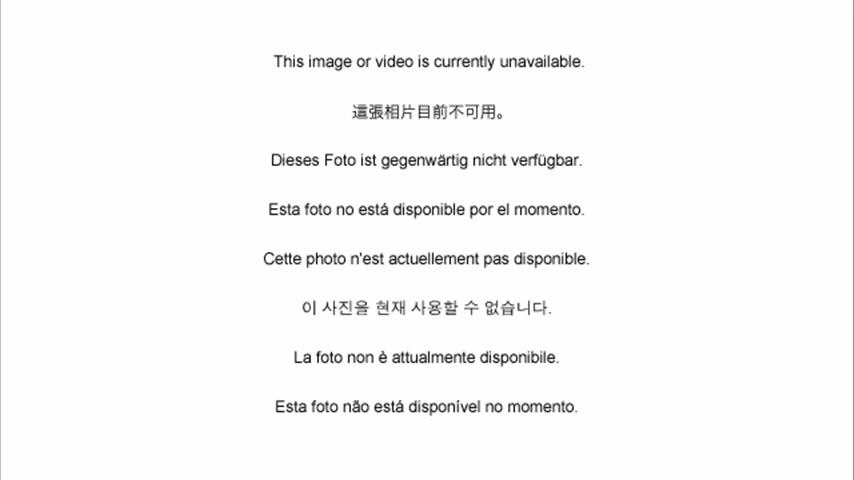 This image or video is currently unavailable.
這張相片目前不可用。
Dieses Foto ist gegenwärtig nicht verfügbar.
Esta foto no está disponible por el momento.
Cette photo n'est actuellement pas disponible.
이 사진을 현재 사용할 수 없습니다.
La foto non è attualmente disponibile.
Esta foto não está disponível no momento.